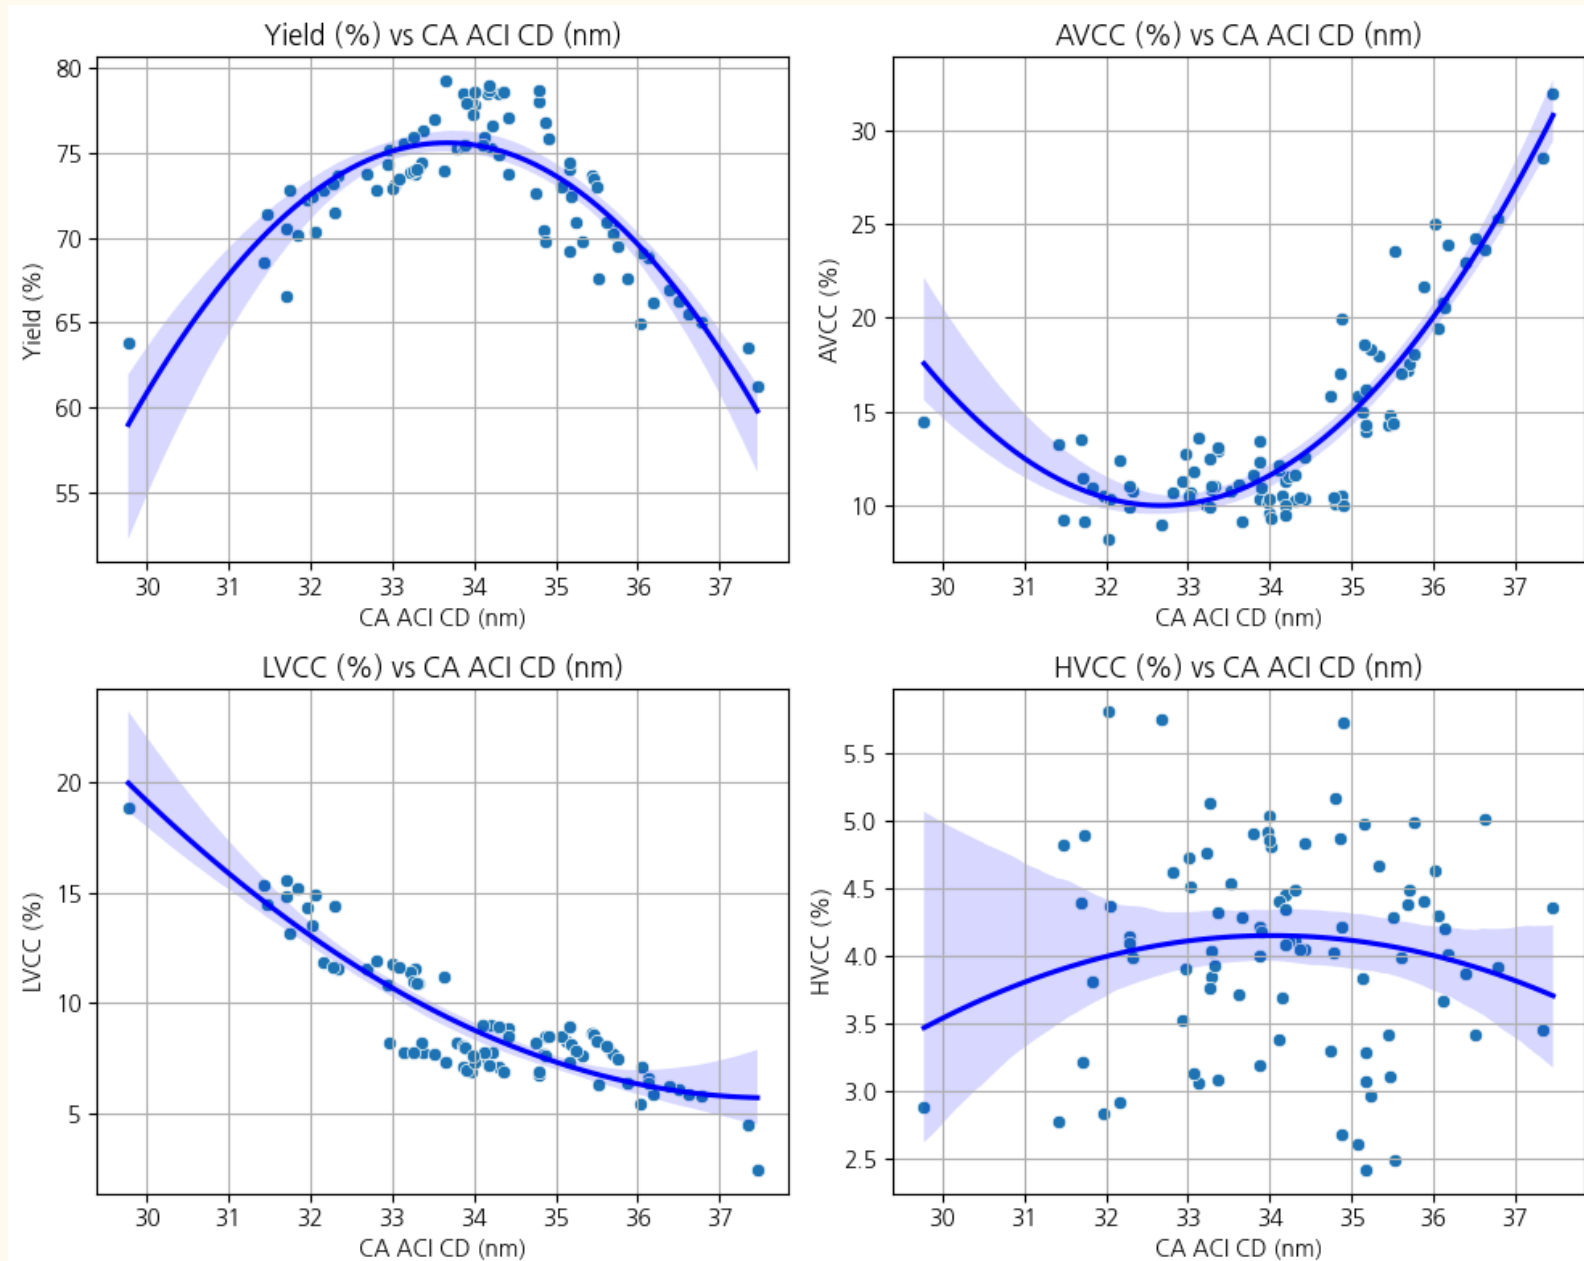 Yield (%) vs CA ACI CD (nm)
Yield (%)
80
75
70
65
60
55
30 31 32 33 34 35 36 37
CA ACI CD (nm)
AVCC (%) vs CA ACI CD (nm)
AVCC (%)
30
25
20
15
10
30 31 32 33 34 35 36 37
CA ACI CD (nm)
LVCC (%) vs CA ACI CD (nm)
LVCC (%)
20
15
10
5
30 31 32 33 34 35 36 37
CA ACI CD (nm)
HVCC (%) vs CA ACI CD (nm)
HVCC (%)
5.5
5.0
4.5
4.0
3.5
3.0
2.5
30 31 32 33 34 35 36 37
CA ACI CD (nm)